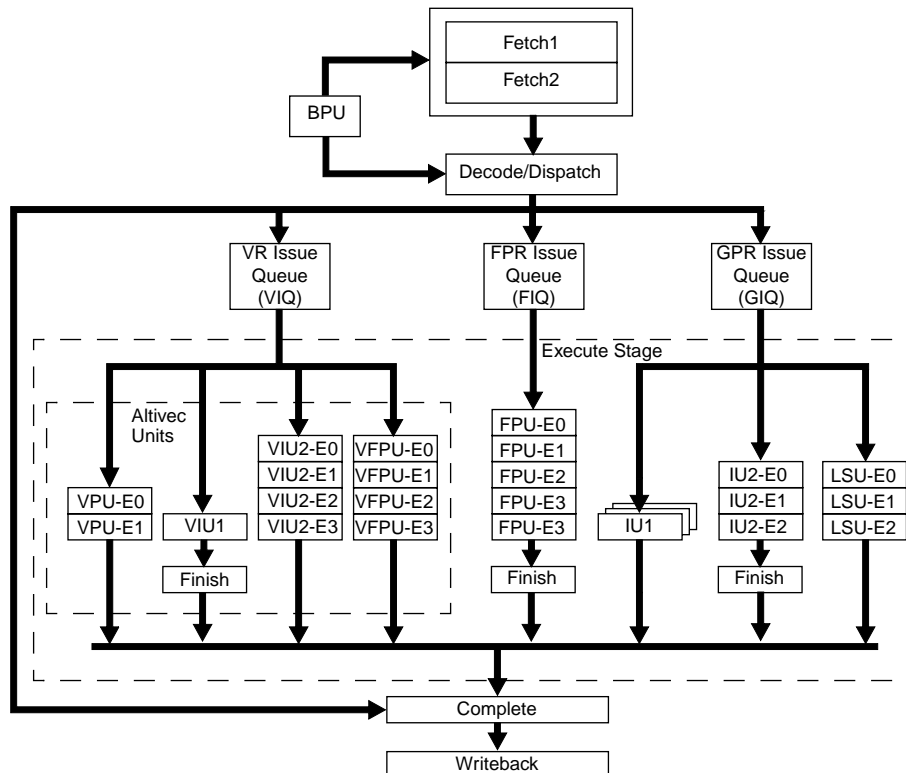 Fetch1
Fetch2
BPU
Decode/Dispatch
VR Issue
Queue
(VIQ)
FPR Issue
Queue
(FIQ)
GPR Issue
Queue
(GIQ)
Execute Stage
Altivec
Units
VPU-E0
VPU-E1
VIU1
Finish
VIU2-E0
VIU2-E1
VIU2-E2
VIU2-E3
VFPU-E0
VFPU-E1
VFPU-E2
VFPU-E3
FPU-E0
FPU-E1
FPU-E2
FPU-E3
FPU-E3
Finish
IU1
IU2-E0
IU2-E1
IU2-E2
Finish
LSU-E0
LSU-E1
LSU-E2
Complete
Writeback